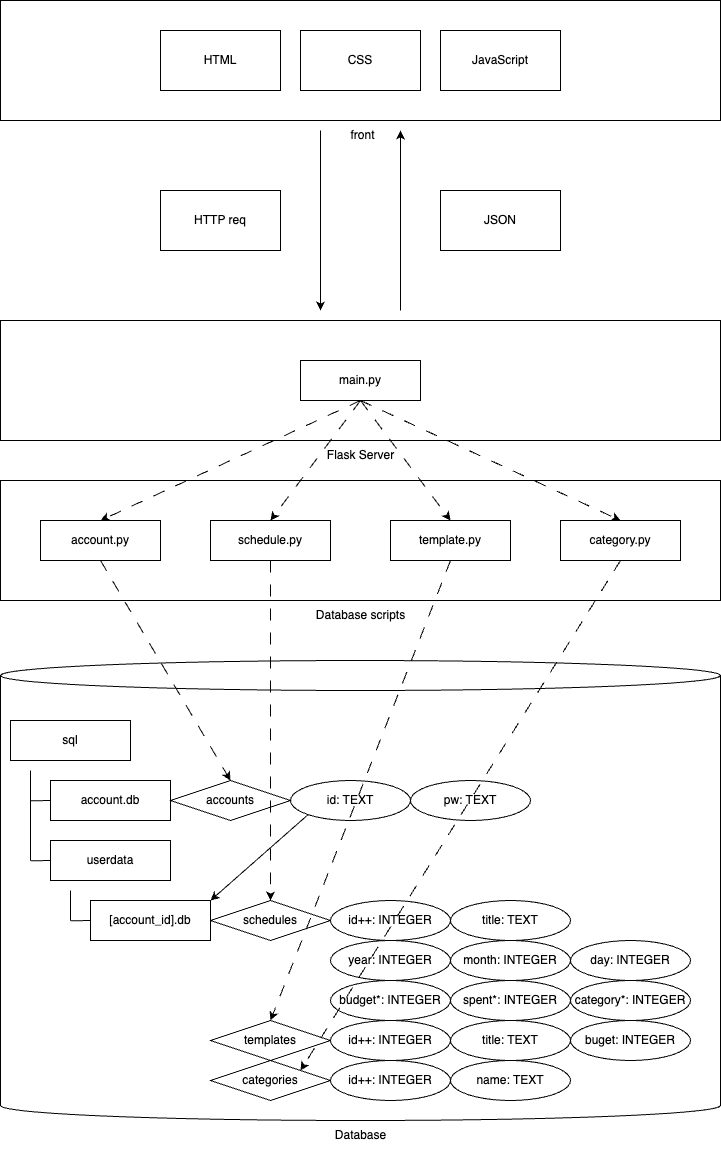 HTML CSS JavaScript
front
HTTP req JSON
main.py
Flask Server
account.py schedule.py template.py category.py
Database scripts
sql
account.db accounts id: TEXT pw: TEXT
userdata
[account_id].db schedules id++: INTEGER title: TEXT
year: INTEGER month: INTEGER day: INTEGER
budget*: INTEGER spent*: INTEGER category*: INTEGER
templates id++: INTEGER title: TEXT buget: INTEGER
categories id++: INTEGER name: TEXT
Database